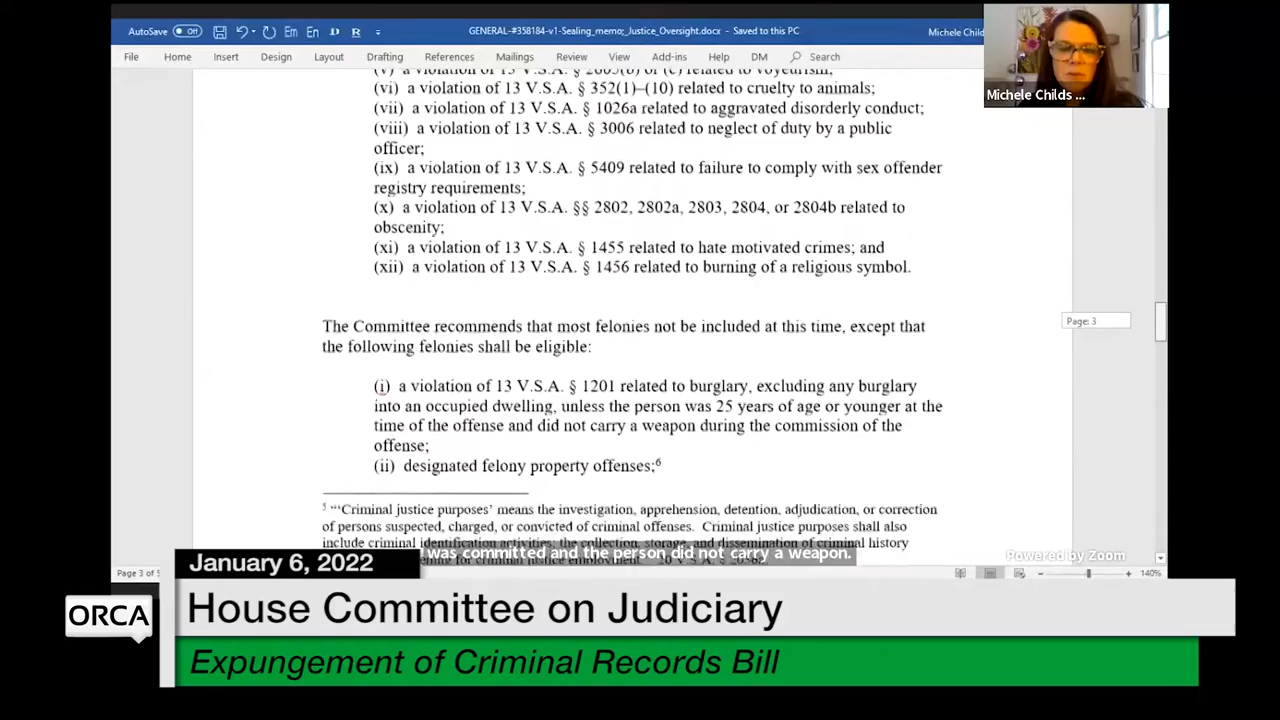 AutoSave Off Em Em D R GENERAL-#358184-v1-Sealing_memo;_Justice_Oversight.docx - Saved to this PC Michele Child
File Home Insert Design Layout Drafting References Mailings Review View Add-ins Help DM Search
Michele Childs ...
(v) a violation of 13 V.S.A. § 2605(b) or (c) related to voyeurism;
(vi) a violation of 13 V.S.A. § 352(1)–(10) related to cruelty to animals;
(vii) a violation of 13 V.S.A. § 1026a related to aggravated disorderly conduct;
(viii) a violation of 13 V.S.A. § 3006 related to neglect of duty by a public
officer;
(ix) a violation of 13 V.S.A. § 5409 related to failure to comply with sex offender
registry requirements;
(x) a violation of 13 V.S.A. §§ 2802, 2802a, 2803, 2804, or 2804b related to
obscenity;
(xi) a violation of 13 V.S.A. § 1455 related to hate motivated crimes; and
(xii) a violation of 13 V.S.A. § 1456 related to burning of a religious symbol.
The Committee recommends that most felonies not be included at this time, except that
the following felonies shall be eligible:
Page: 3
(i) a violation of 13 V.S.A. § 1201 related to burglary, excluding any burglary
into an occupied dwelling, unless the person was 25 years of age or younger at the
time of the offense and did not carry a weapon during the commission of the
offense;
(ii) designated felony property offenses;6
5 "'Criminal justice purposes' means the investigation, apprehension, detention, adjudication, or correction
of persons suspected, charged, or convicted of criminal offenses. Criminal justice purposes shall also
include criminal identification activities; the collection, storage, and dissemination of criminal history
was committed and the person did not carry a weapon.
Powered by Zoom
Page 3 of 5
140%
January 6, 2022
ORCA
House Committee on Judiciary
Expungement of Criminal Records Bill